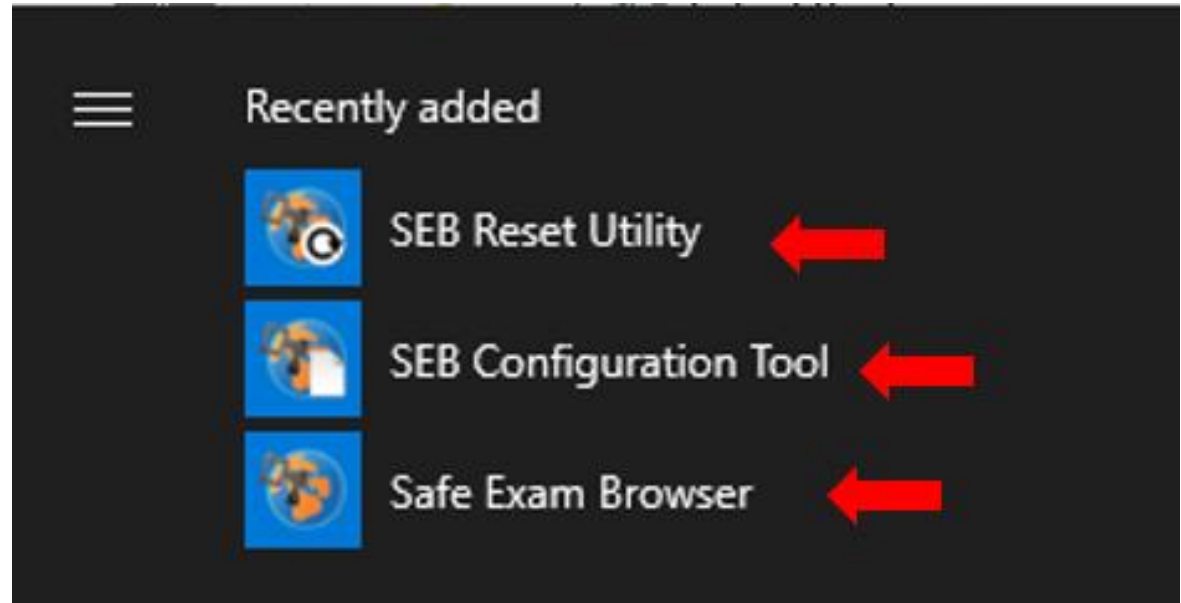 Recently added
SEB Reset Utility
SEB Configuration Tool
Safe Exam Browser